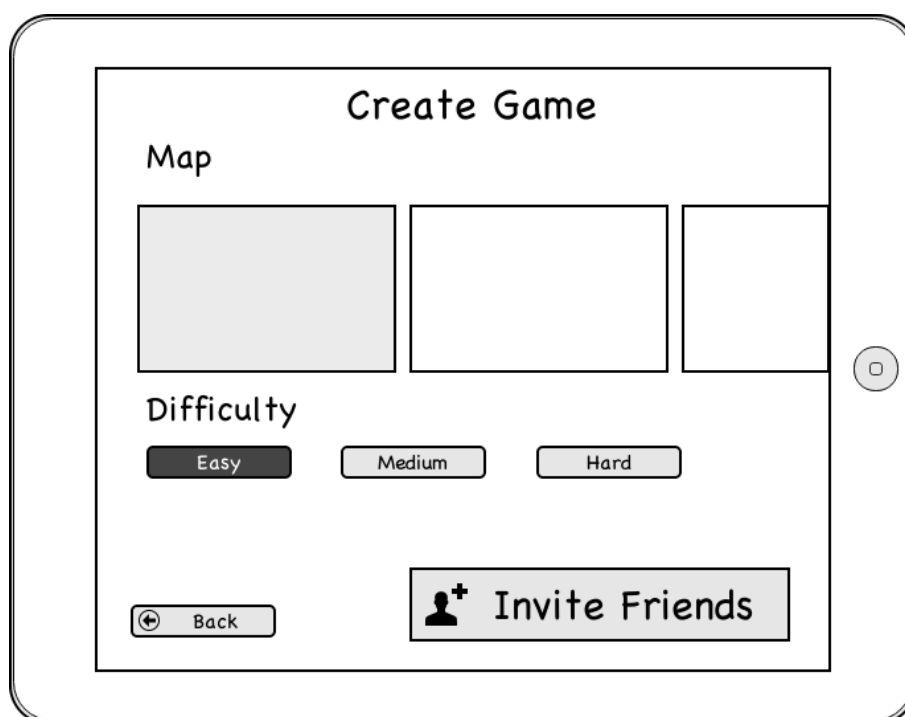 Create Game
Map
Difficulty
Easy Medium Hard
Back
Invite Friends